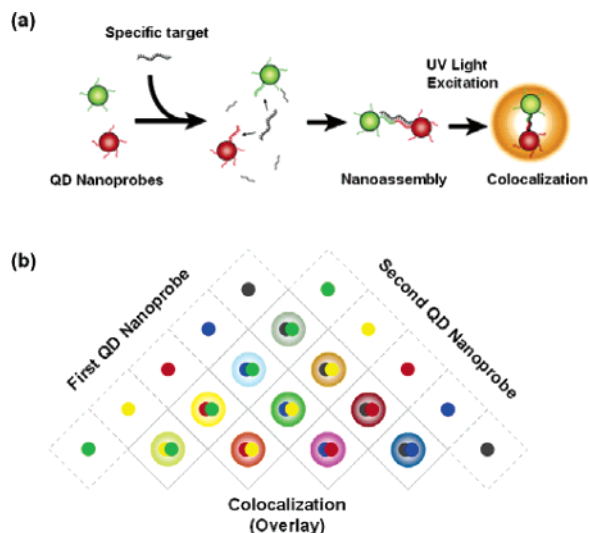 (a)
Specific target
UV Light
Excitation
QD Nanoprobes
Nanoassembly
Colocalization
(b)
First QD Nanoprobe
Second QD Nanoprobe
Colocalization
(Overlay)